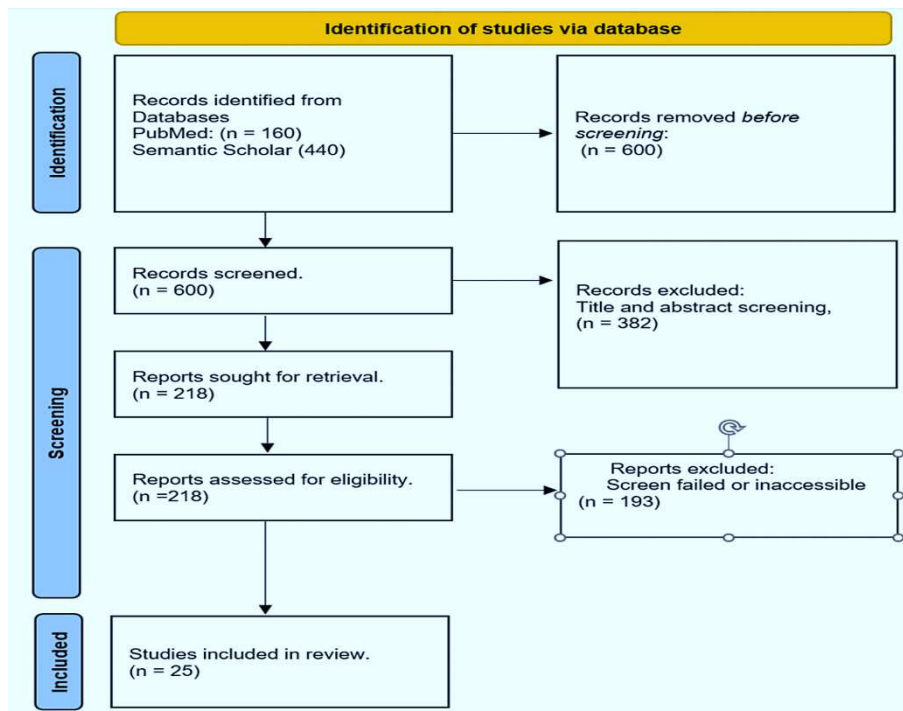 Identification of studies via database
Identification
Records identified from
Databases
PubMed: (n = 160)
Semantic Scholar (440)
Records removed before
screening:
(n = 600)
Screening
Records screened.
(n = 600)
Records excluded:
Title and abstract screening,
(n = 382)
Reports sought for retrieval.
(n = 218)
Reports assessed for eligibility.
(n =218)
Reports excluded:
Screen failed or inaccessible
(n = 193)
Included
Studies included in review.
(n = 25)